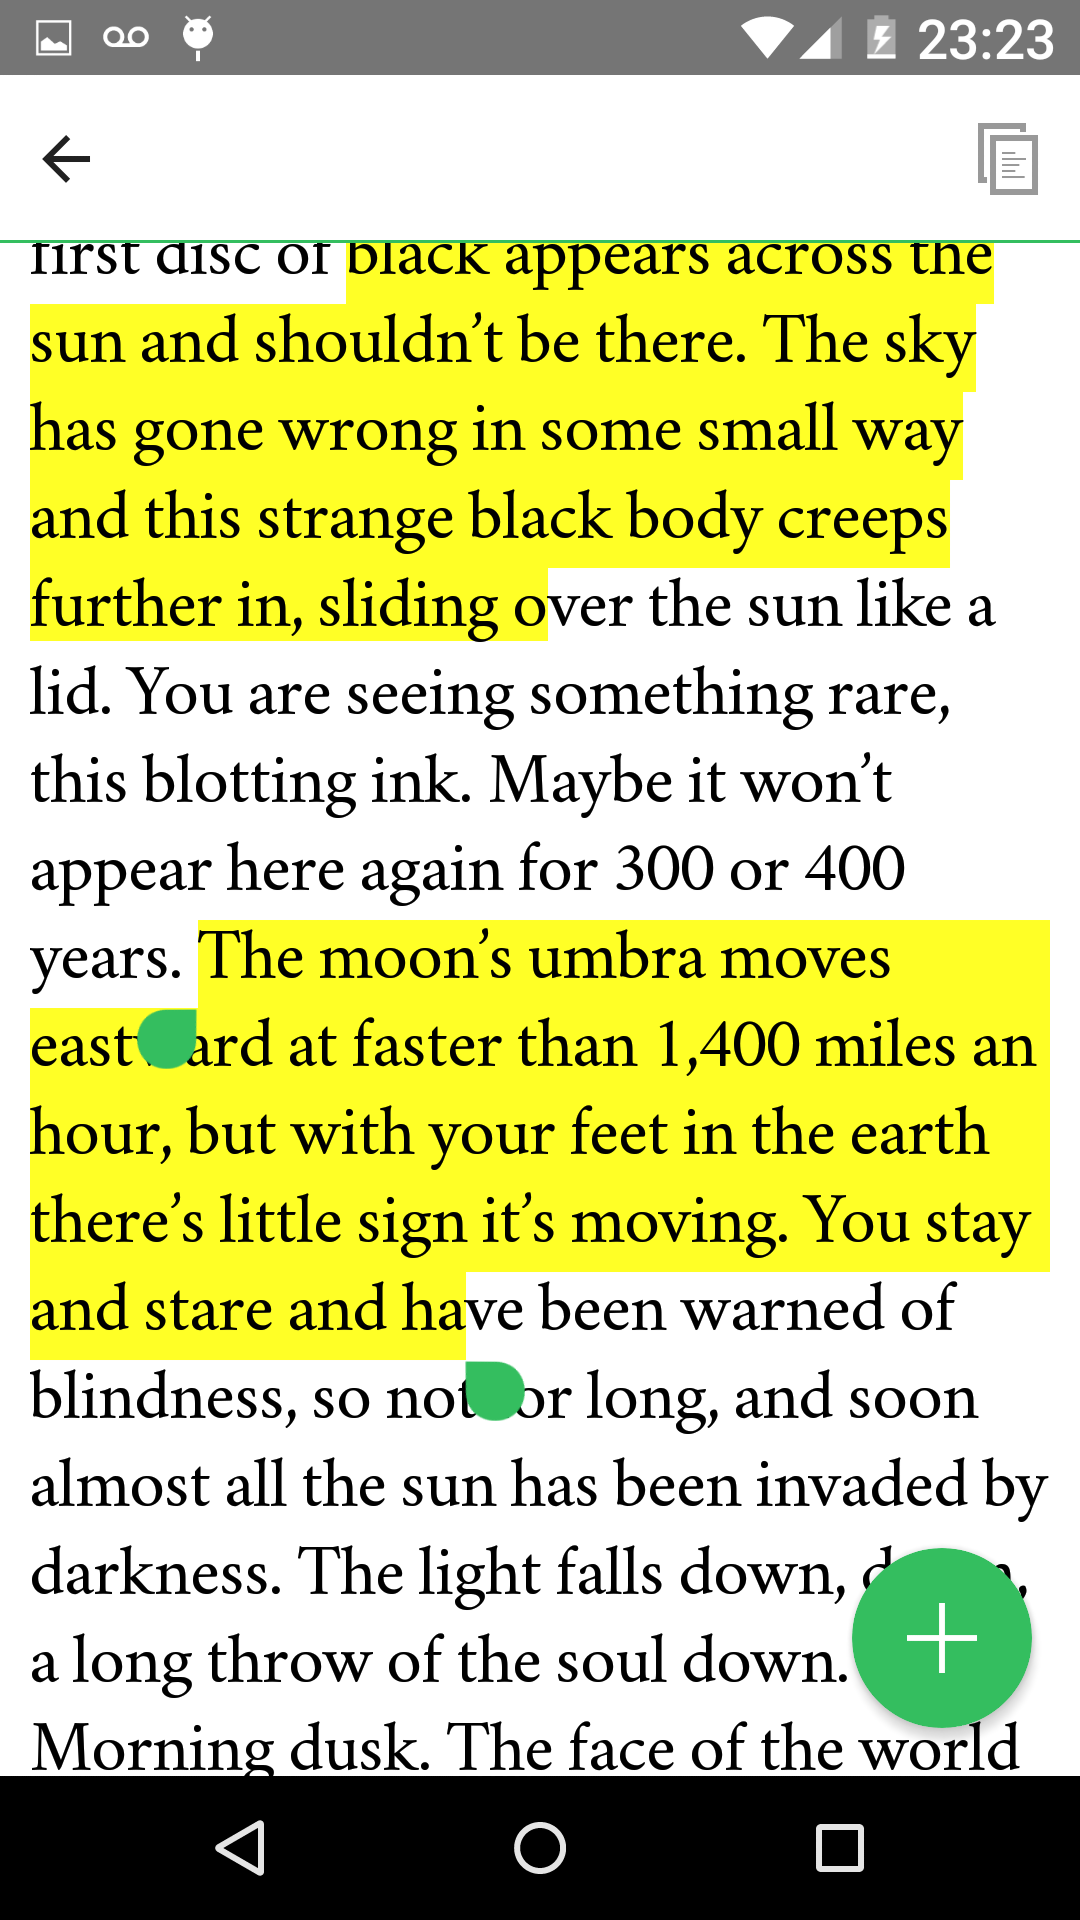 23:23
first disc of black appears across the
sun and shouldn’t be there. The sky
has gone wrong in some small way
and this strange black body creeps
further in, sliding over the sun like a
lid. You are seeing something rare,
this blotting ink. Maybe it won’t
appear here again for 300 or 400
years. The moon’s umbra moves
eastward at faster than 1,400 miles an
hour, but with your feet in the earth
there’s little sign it’s moving. You stay
and stare and have been warned of
blindness, so not for long, and soon
almost all the sun has been invaded by
darkness. The light falls down, down,
a long throw of the soul down.
Morning dusk. The face of the world